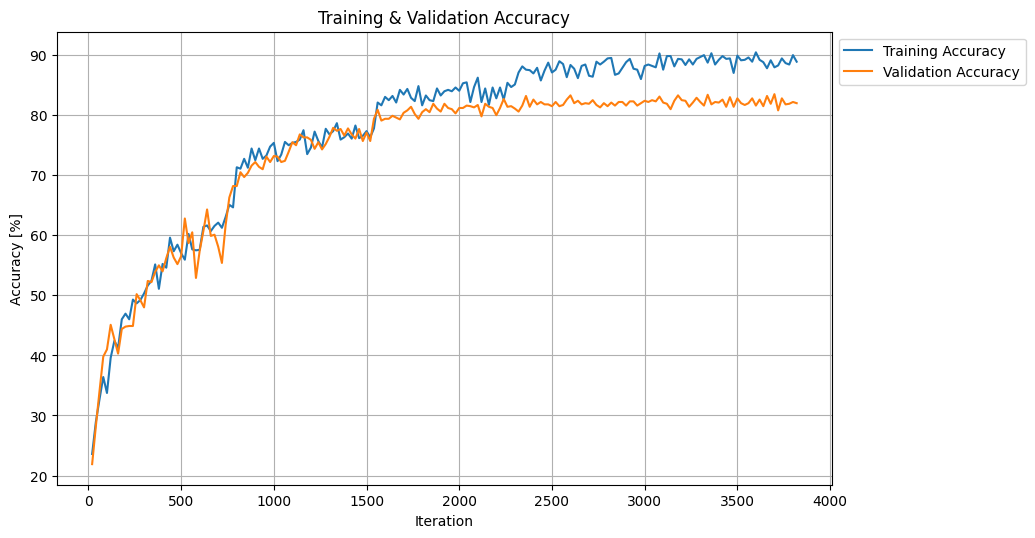 Training & Validation Accuracy
Training Accuracy
Validation Accuracy
Accuracy [%]
90
80
70
60
50
40
30
20
0 500 1000 1500 2000 2500 3000 3500 4000
Iteration